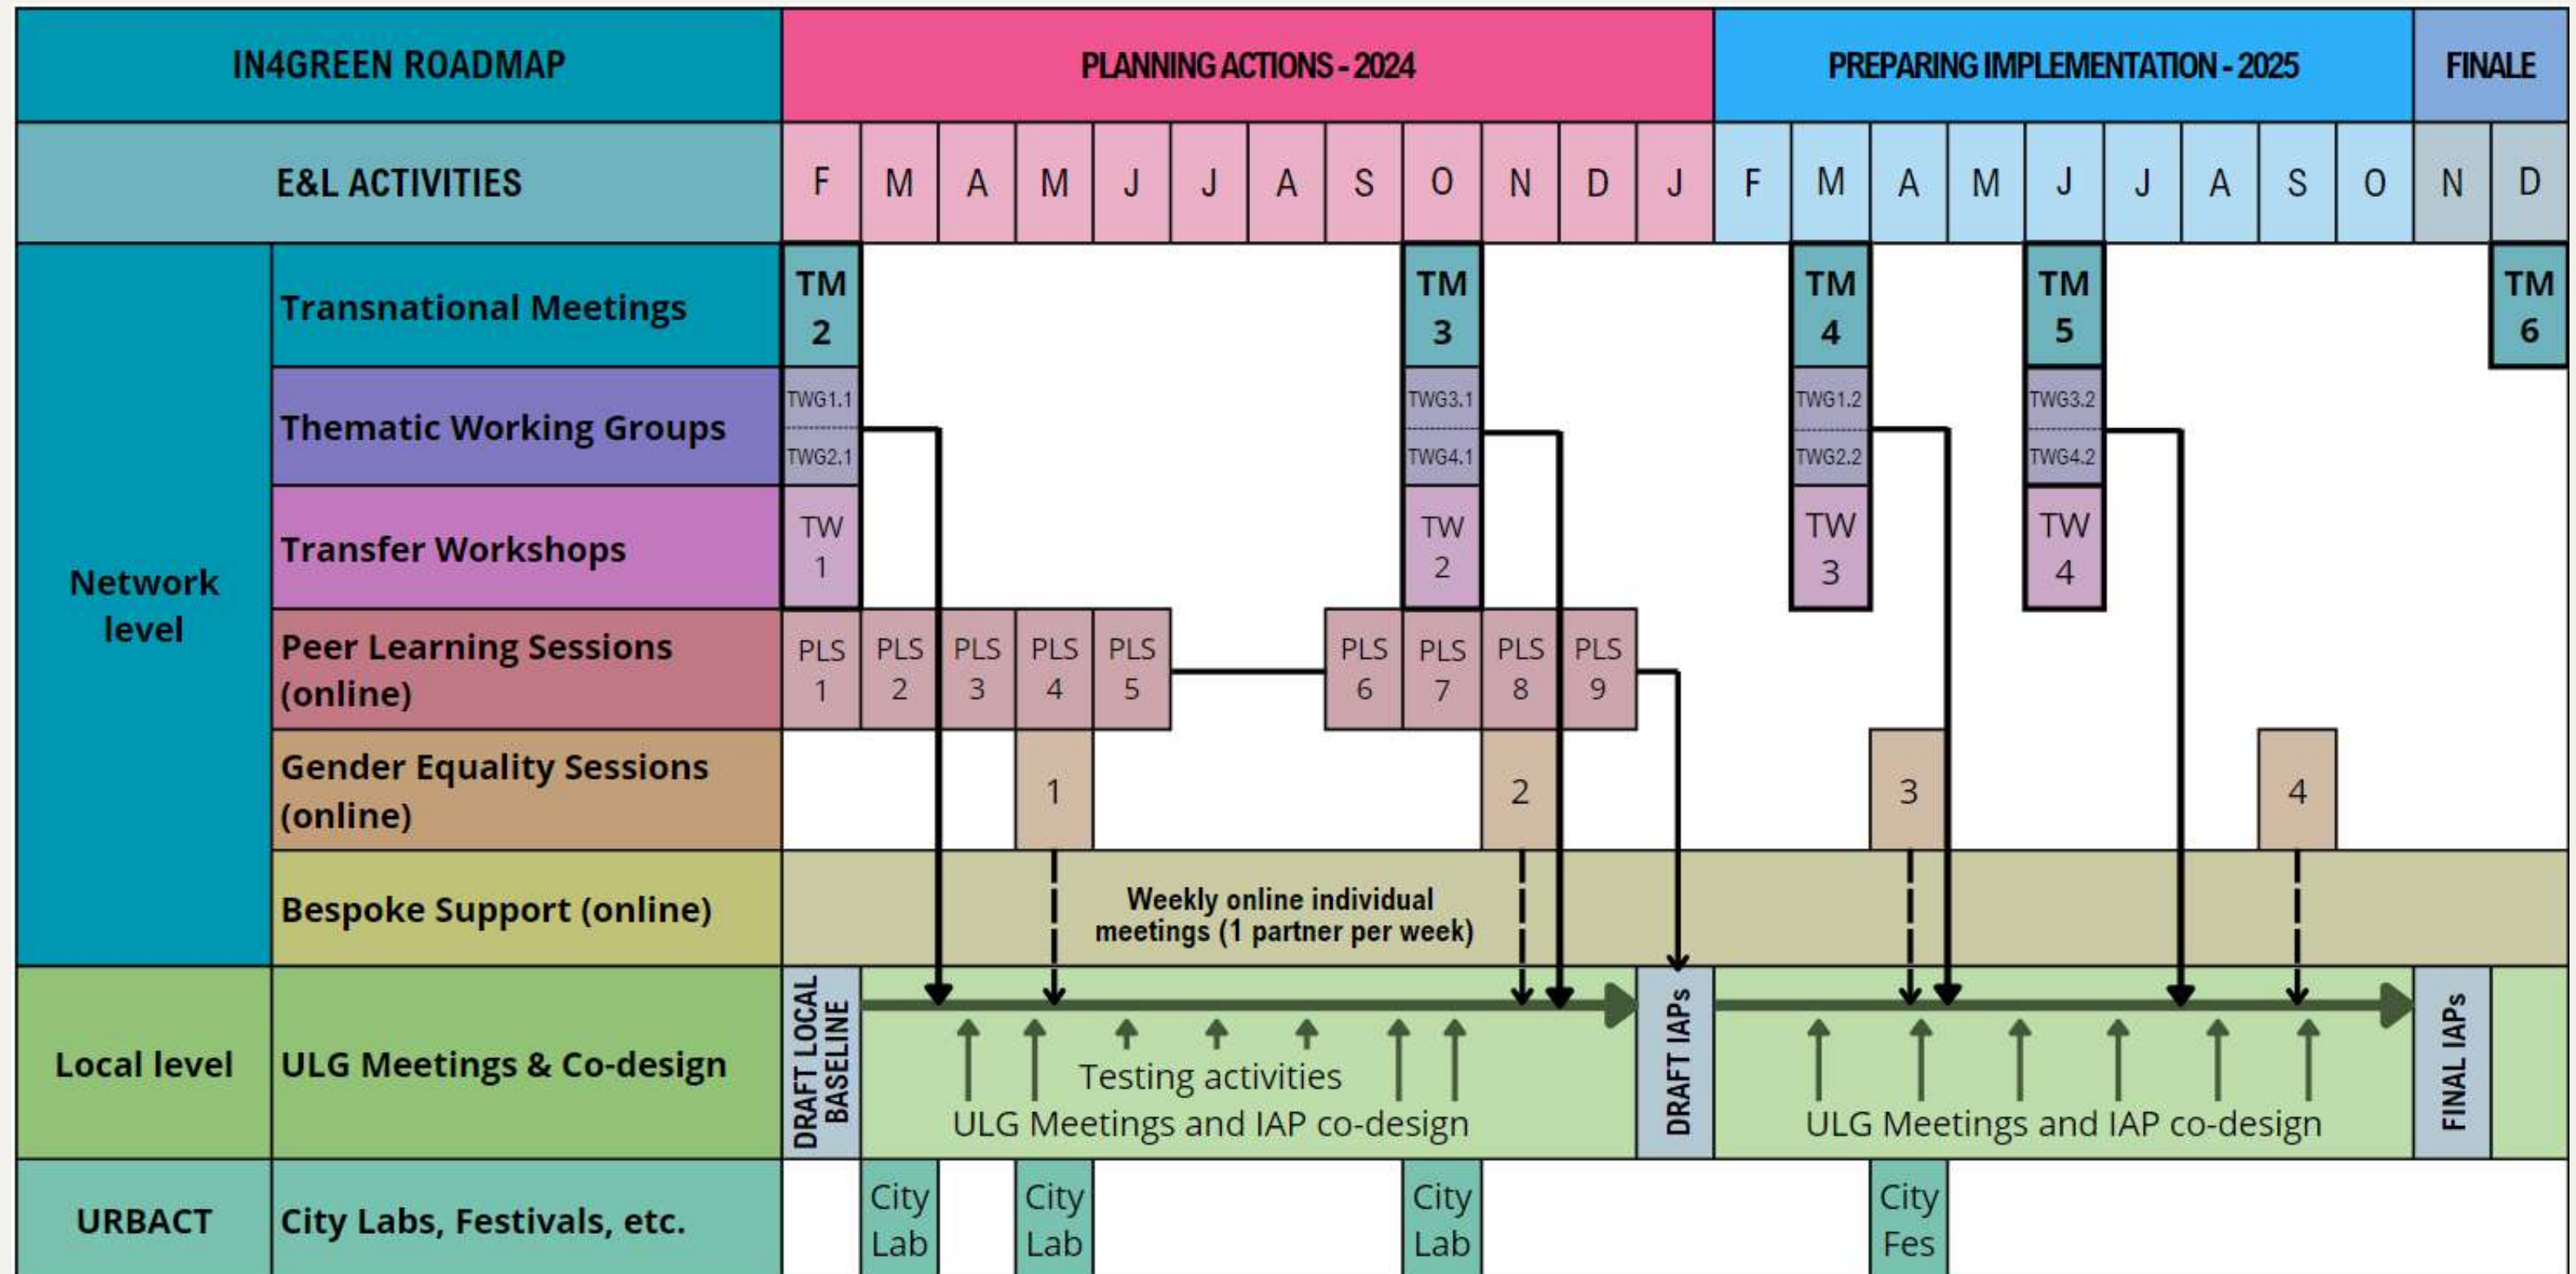 IN4GREEN ROADMAP
PLANNING ACTIONS - 2024
PREPARING IMPLEMENTATION - 2025
FINALE
E&L ACTIVITIES
F M A M J J A S O N D J F M A M J J A S O N D
Network
level
Transnational Meetings
TM
2
TM
3
TM
4
TM
5
TM
6
Thematic Working Groups
TWG1.1
TWG2.1
TWG3.1
TWG4.1
TWG1.2
TWG2.2
TWG3.2
TWG4.2
Transfer Workshops
TW
1
TW
2
TW
3
TW
4
Peer Learning Sessions
(online)
PLS
1
PLS
2
PLS
3
PLS
4
PLS
5
PLS
6
PLS
7
PLS
8
PLS
9
Gender Equality Sessions
(online)
1
2
3
4
Bespoke Support (online)
Weekly online individual
meetings (1 partner per week)
Local level
ULG Meetings & Co-design
DRAFT LOCAL
BASELINE
Testing activities
ULG Meetings and IAP co-design
DRAFT IAPs
ULG Meetings and IAP co-design
FINAL IAPs
URBACT
City Labs, Festivals, etc.
City
Lab
City
Lab
City
Lab
City
Fes